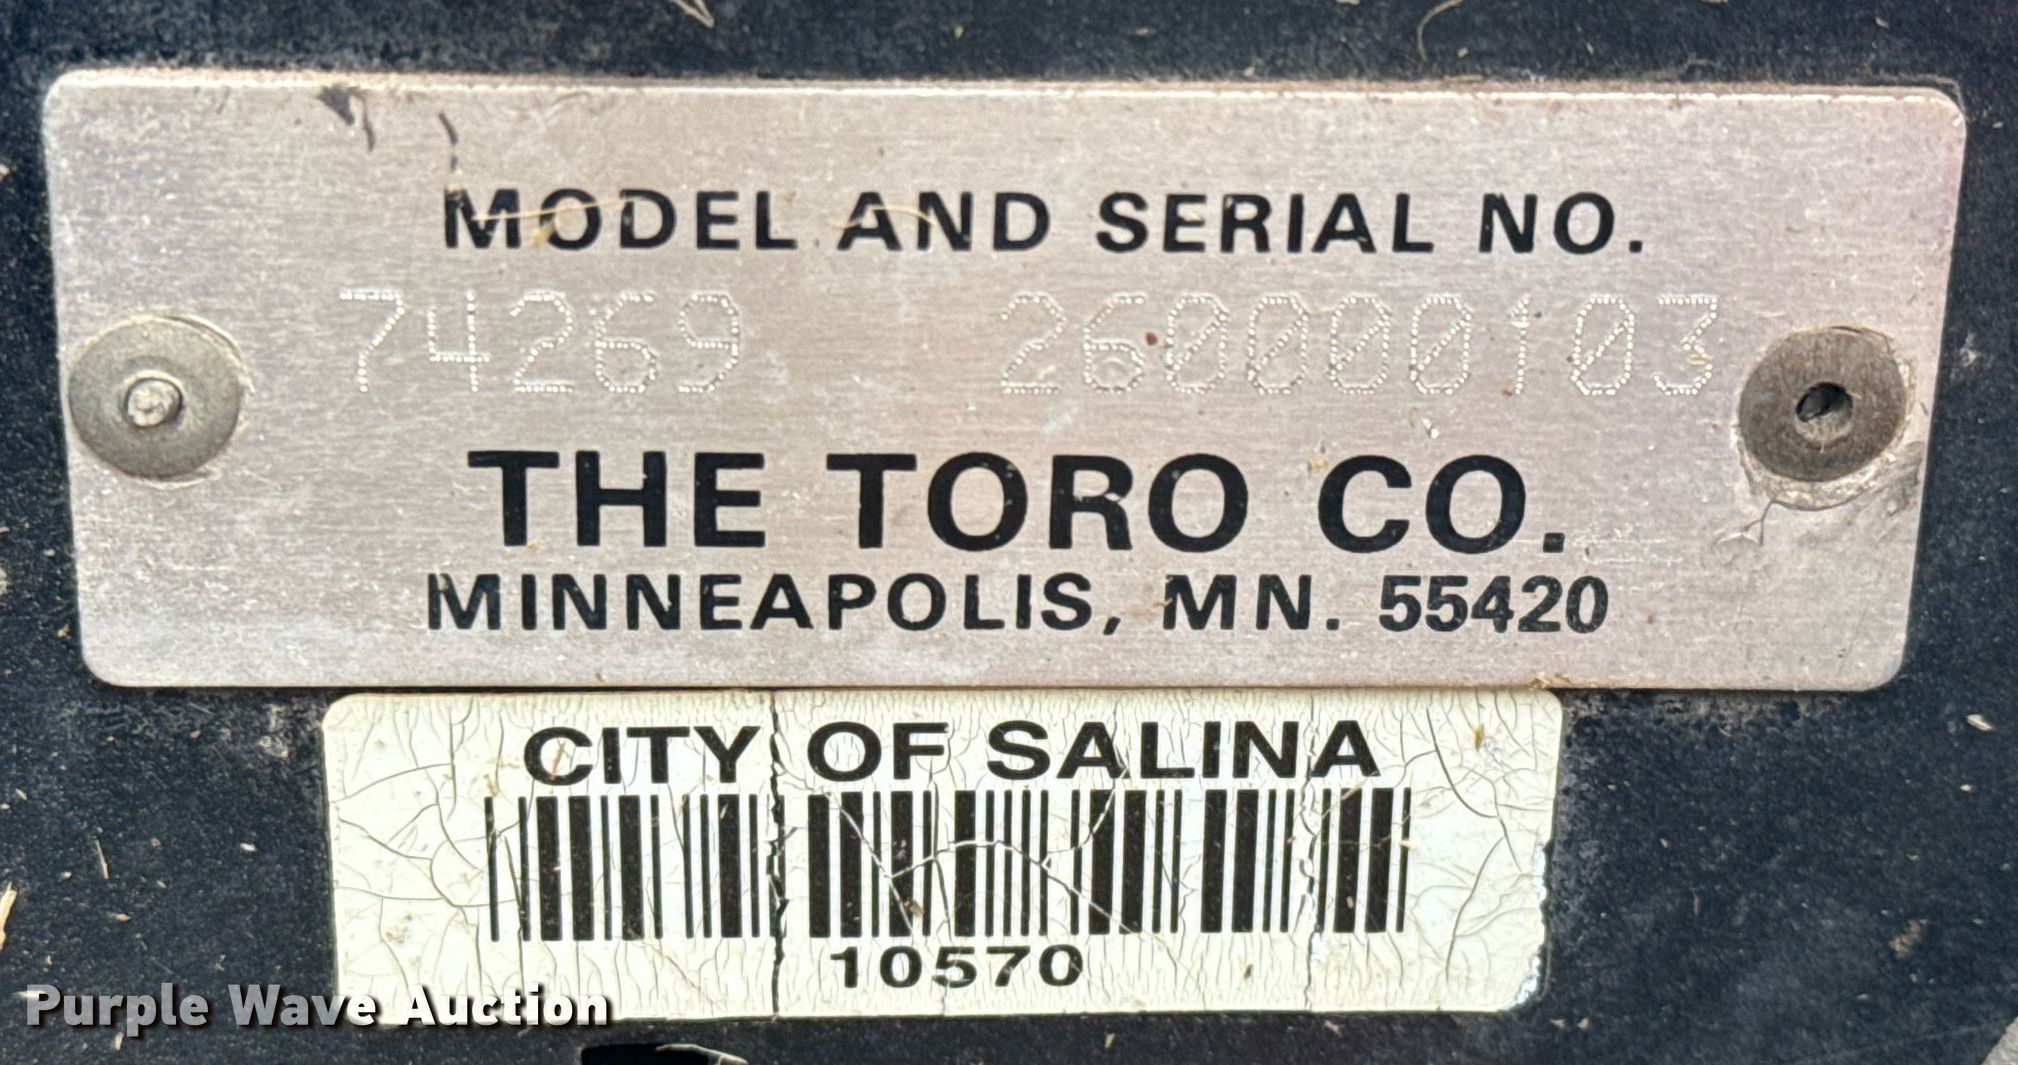 MODEL AND SERIAL NO.
74269 260000103
THE TORO CO.
MINNEAPOLIS, MN. 55420
CITY OF SALINA
10570
Purple Wave Auction